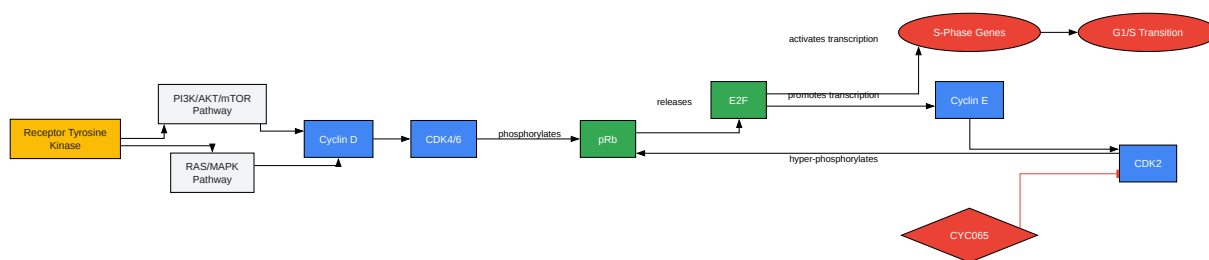 Receptor Tyrosine
Kinase
PI3K/AKT/mTOR
Pathway
RAS/MAPK
Pathway
Cyclin D
CDK4/6
phosphorylates
pRb
releases
E2F
activates transcription
promotes transcription
S-Phase Genes
G1/S Transition
Cyclin E
hyper-phosphorylates
CDK2
CYC065